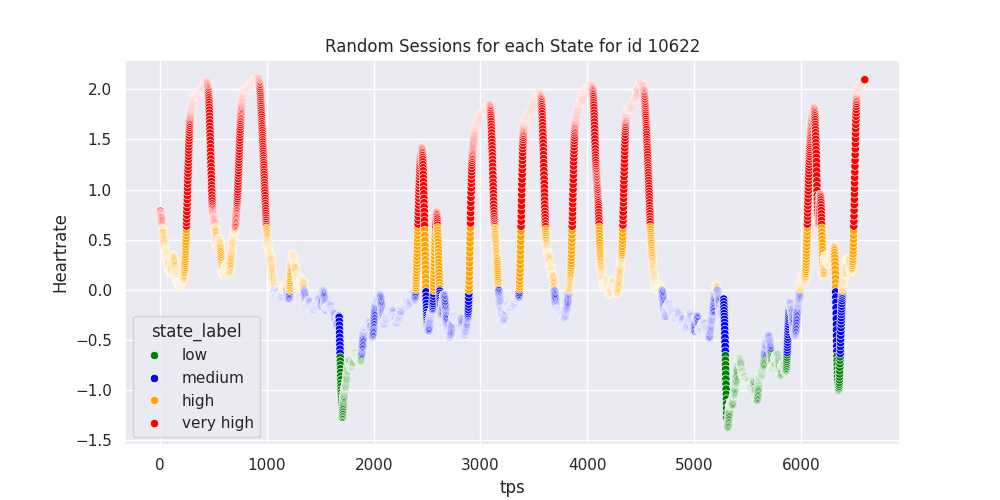 Random Sessions for each State for id 10622
Heartrate
2.0
1.5
1.0
0.5
0.0
−0.5
−1.0
−1.5
state_label
low
medium
high
very high
0 1000 2000 3000 4000 5000 6000
tps